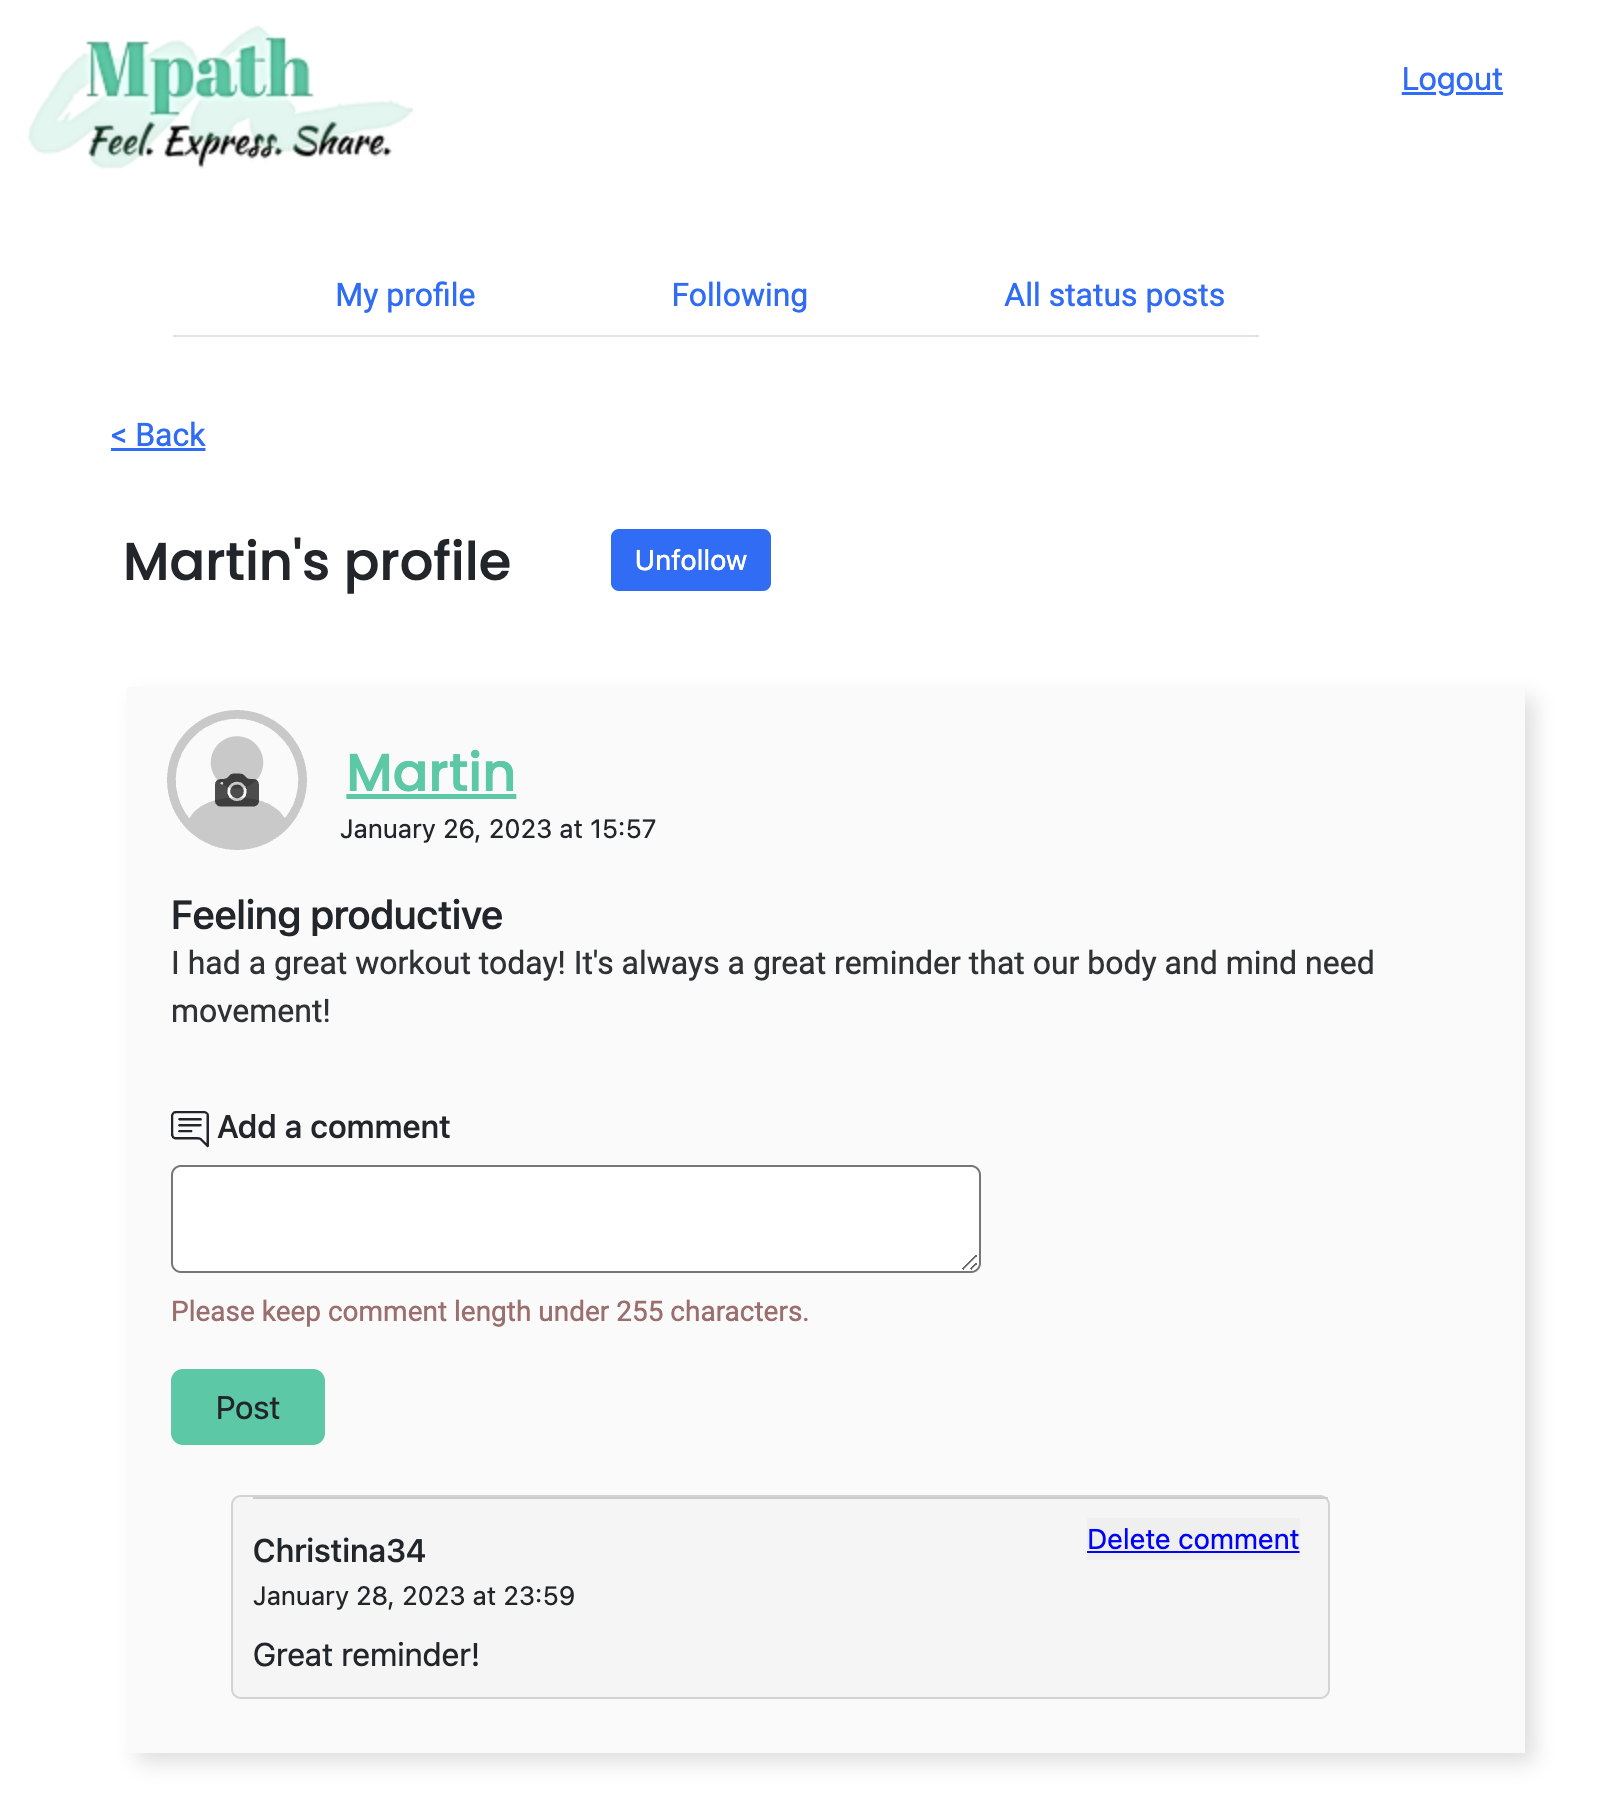 Mpath
Feel. Express. Share.
Logout
My profile
Following
All status posts
< Back
Martin's profile
Unfollow
Martin
January 26, 2023 at 15:57
Feeling productive
I had a great workout today! It's always a great reminder that our body and mind need
movement!
Add a comment
Please keep comment length under 255 characters.
Post
Christina34
Delete comment
January 28, 2023 at 23:59
Great reminder!